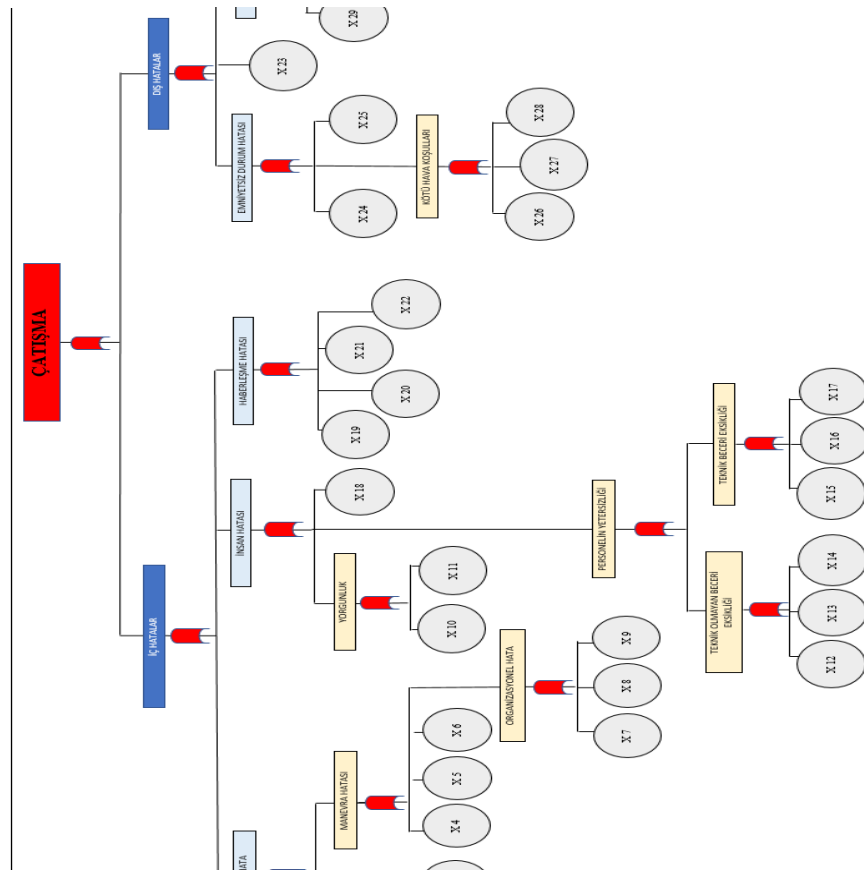 ÇATIŞMA
İÇ HATALAR
DIŞ HATALAR
HATA
İNSAN HATASI
HABERLEŞME HATASI
EMNİYETSİZ DURUM HATASI
X 23
X 29
MANEVRA HATASI
YORGUNLUK
X 18
X 19
X 20
X 21
X 22
X 24
X 25
KÖTÜ HAVA KOŞULLARI
X 4
X 5
X 6
ORGANİZASYONEL HATA
X 10
X 11
X 26
X 27
X 28
PERSONELİN YETERSİZLİĞİ
X 7
X 8
X 9
TEKNİK OLMAYAN BECERİ
EKSİKLİĞİ
TEKNİK BECERİ EKSİKLİĞİ
X 12
X 13
X 14
X 15
X 16
X 17